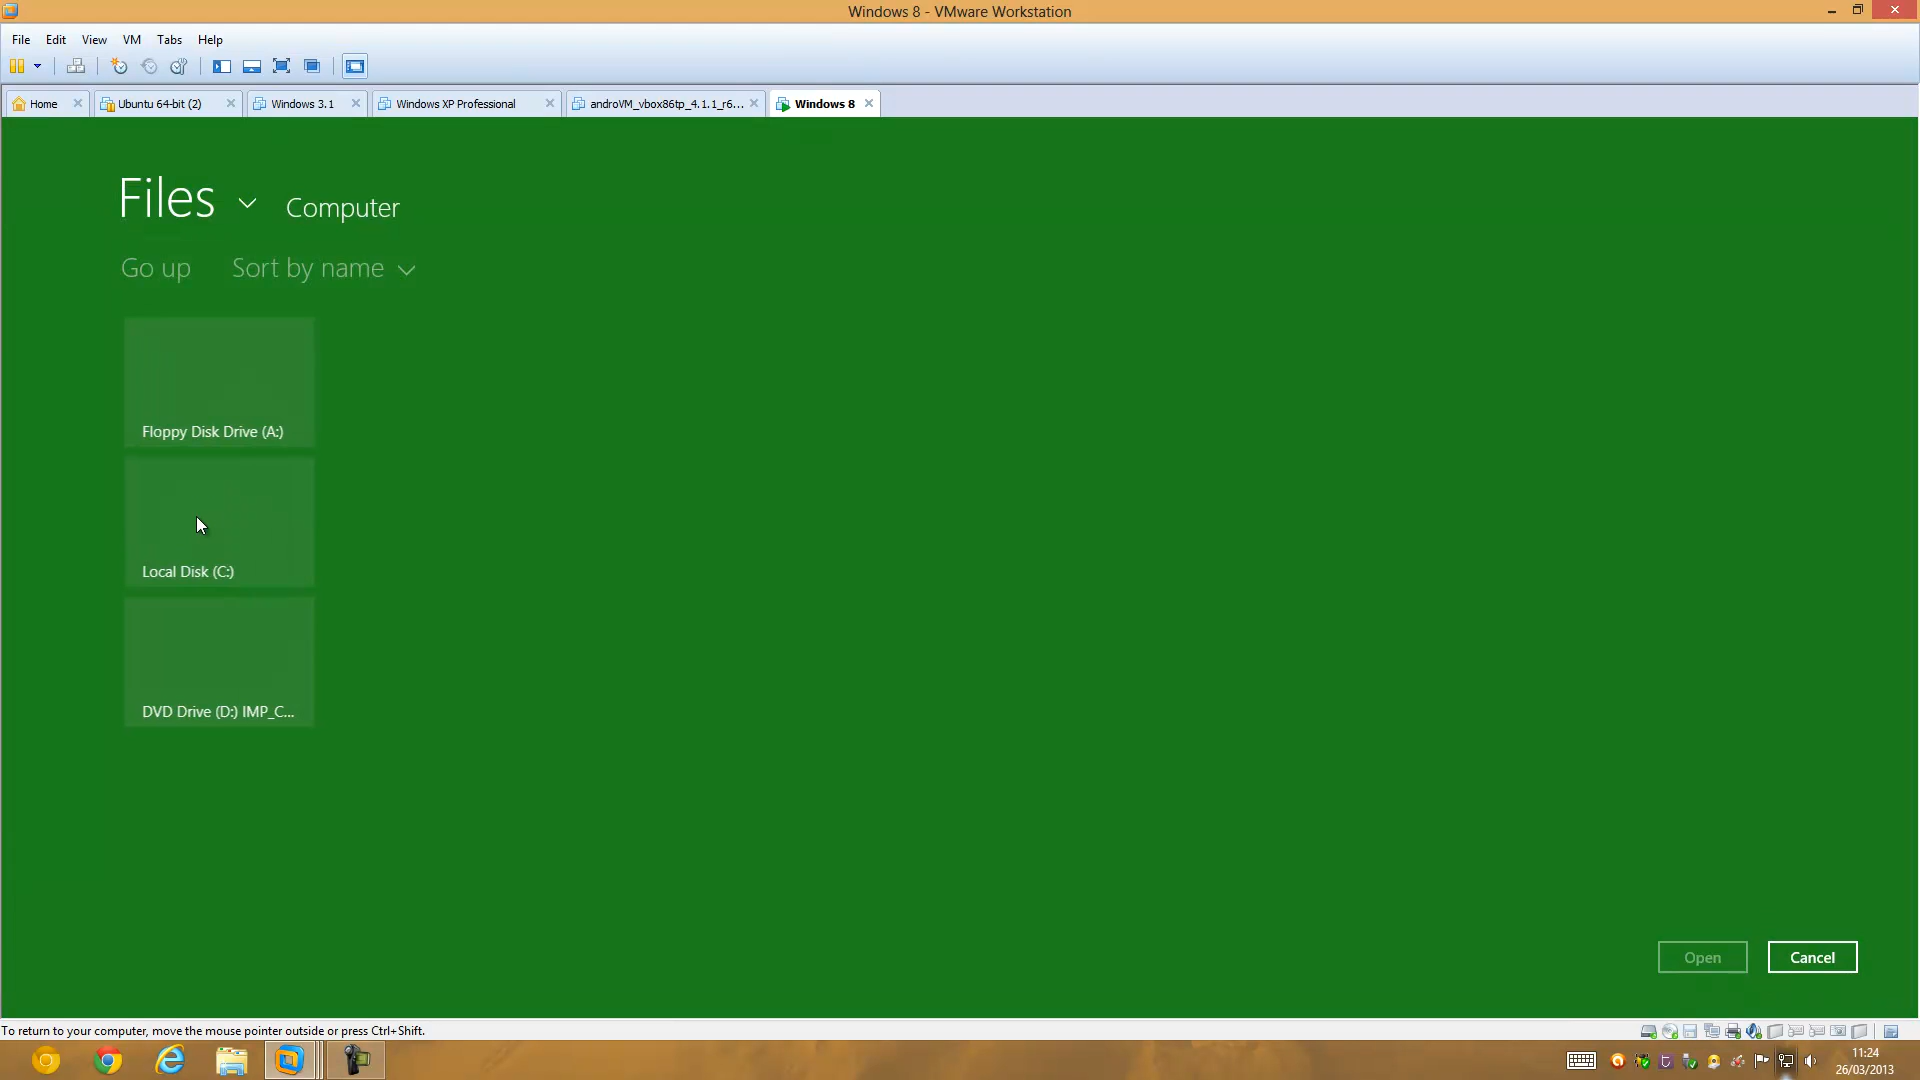 Windows 8 - VMware Workstation
File Edit View VM Tabs Help
Home Ubuntu 64-bit (2) Windows 3.1 Windows XP Professional androVM_vbox86tp_4.1.1_r6... Windows 8
Files Computer
Go up Sort by name
Floppy Disk Drive (A:)
Local Disk (C:)
DVD Drive (D:) IMP_C...
Open Cancel
To return to your computer, move the mouse pointer outside or press Ctrl+Shift.
11:24
26/03/2013